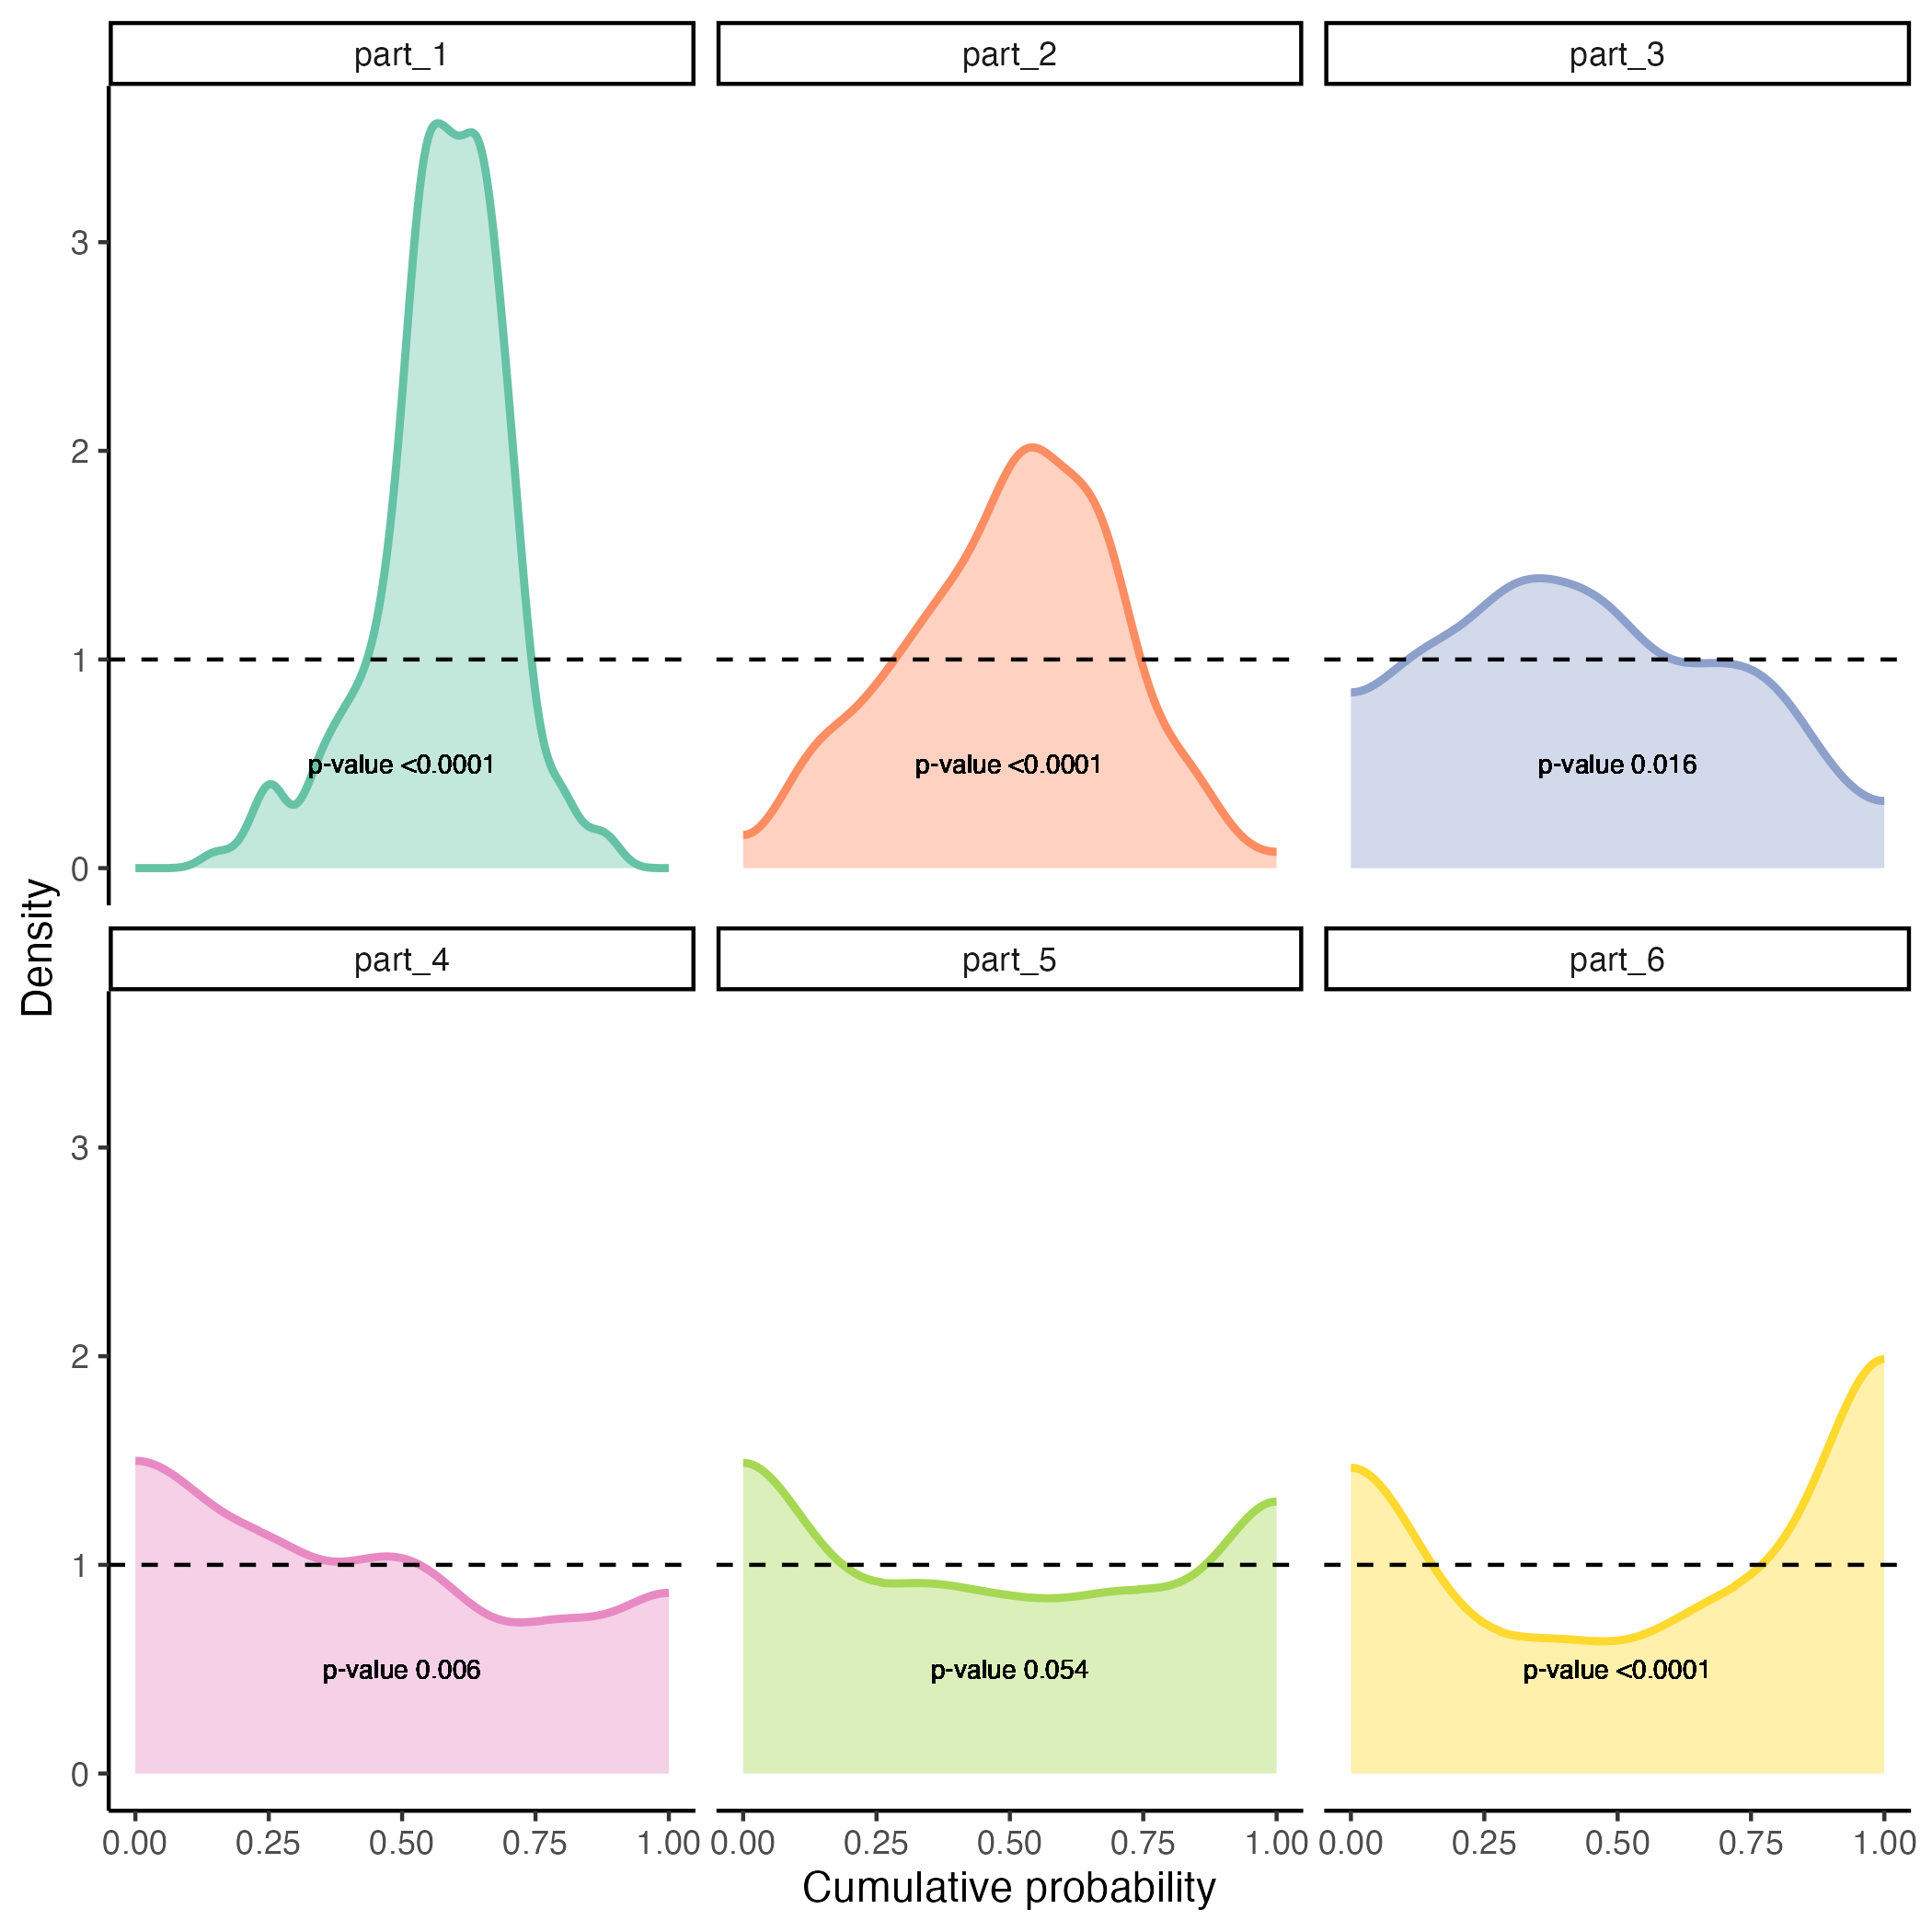 part_1 part_2 part_3
3
2
1
p-value <0.0001 p-value <0.0001 p-value 0.016
0
Density
part_4 part_5 part_6
3
2
1
p-value 0.006 p-value 0.054 p-value <0.0001
0
0.00 0.25 0.50 0.75 1.00 0.00 0.25 0.50 0.75 1.00 0.00 0.25 0.50 0.75 1.00
Cumulative probability